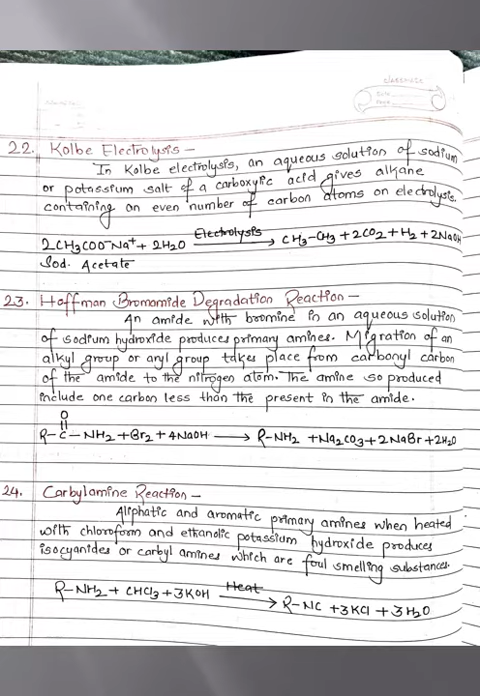 classmate
Date
Page
22. Kolbe Electrolysis –
In Kolbe electrolysis, an aqueous solution of sodium
or potassium salt of a carboxylic acid gives alkane
containing an even number of carbon atoms on electrolysis.
2CH3COO⁻Na⁺ + 2H2O —Electrolysis→ CH3–CH3 + 2CO2 + H2 + 2NaOH
Sod. Acetate
23. Hoffman Bromamide Degradation Reaction –
An amide with bromine in an aqueous solution
of sodium hydroxide produces primary amines. Migration of an
alkyl group or aryl group takes place from carbonyl carbon
of the amide to the nitrogen atom. The amine so produced
include one carbon less than the present in the amide.
O
R–C–NH2 + Br2 + 4NaOH → R–NH2 + Na2CO3 + 2NaBr + 2H2O
24. Carbylamine Reaction –
Aliphatic and aromatic primary amines when heated
with chloroform and ethanolic potassium hydroxide produces
isocyanides or carbyl amines which are foul smelling substances.
R–NH2 + CHCl3 + 3KOH —Heat→ R–NC + 3KCl + 3H2O